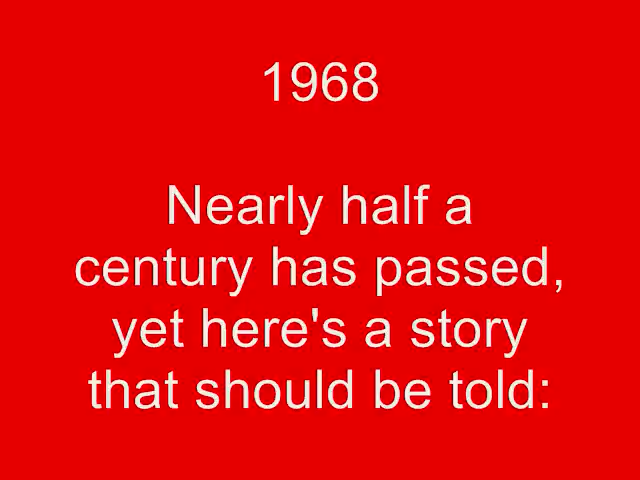 1968
Nearly half a
century has passed,
yet here's a story
that should be told: